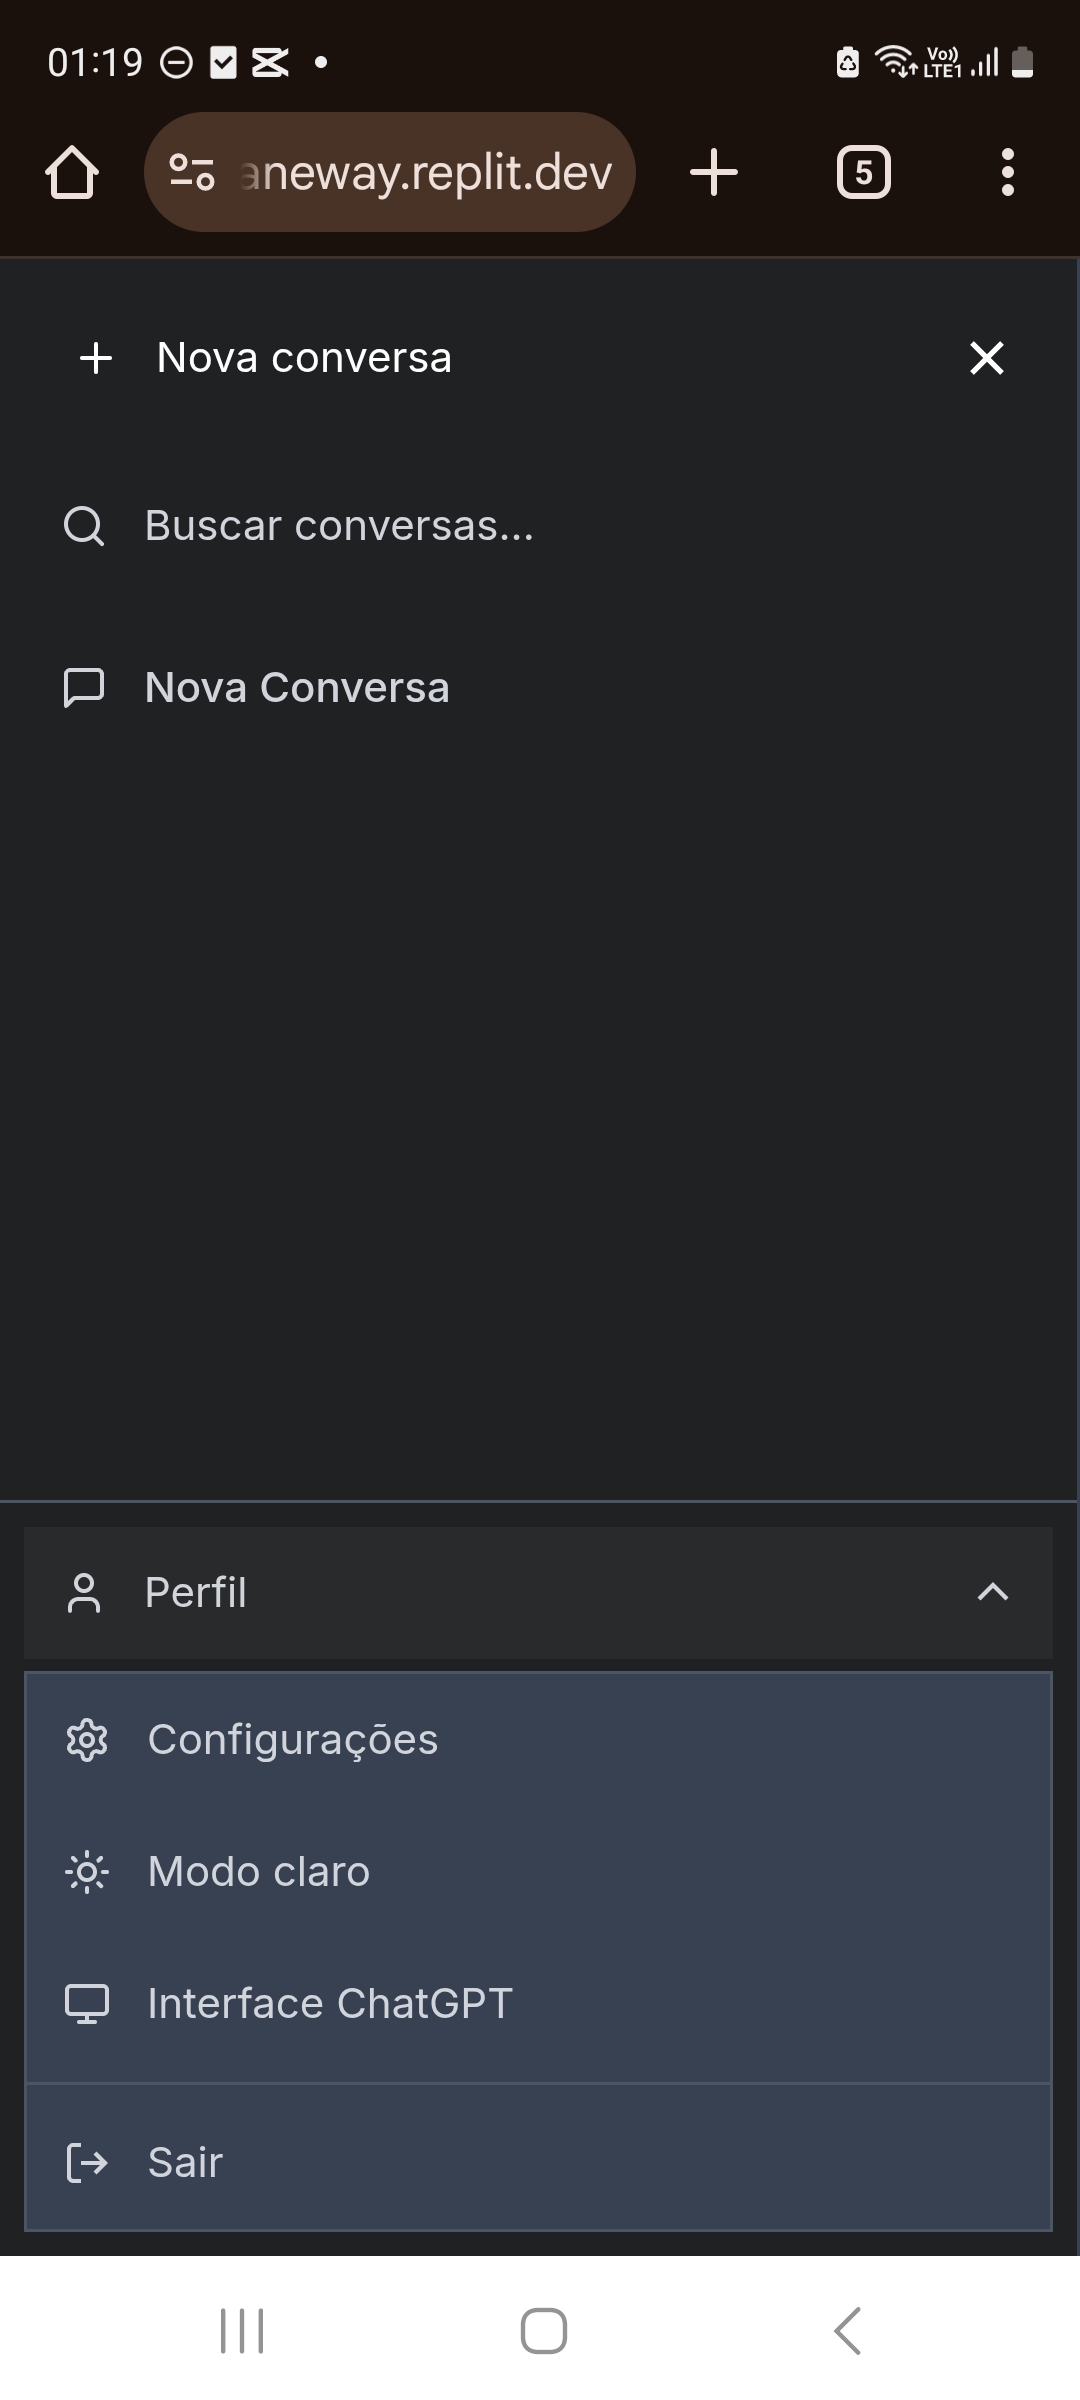 01:19
Vo))
LTE1
aneway.replit.dev
5
Nova conversa
Buscar conversas...
Nova Conversa
Perfil
Configurações
Modo claro
Interface ChatGPT
Sair